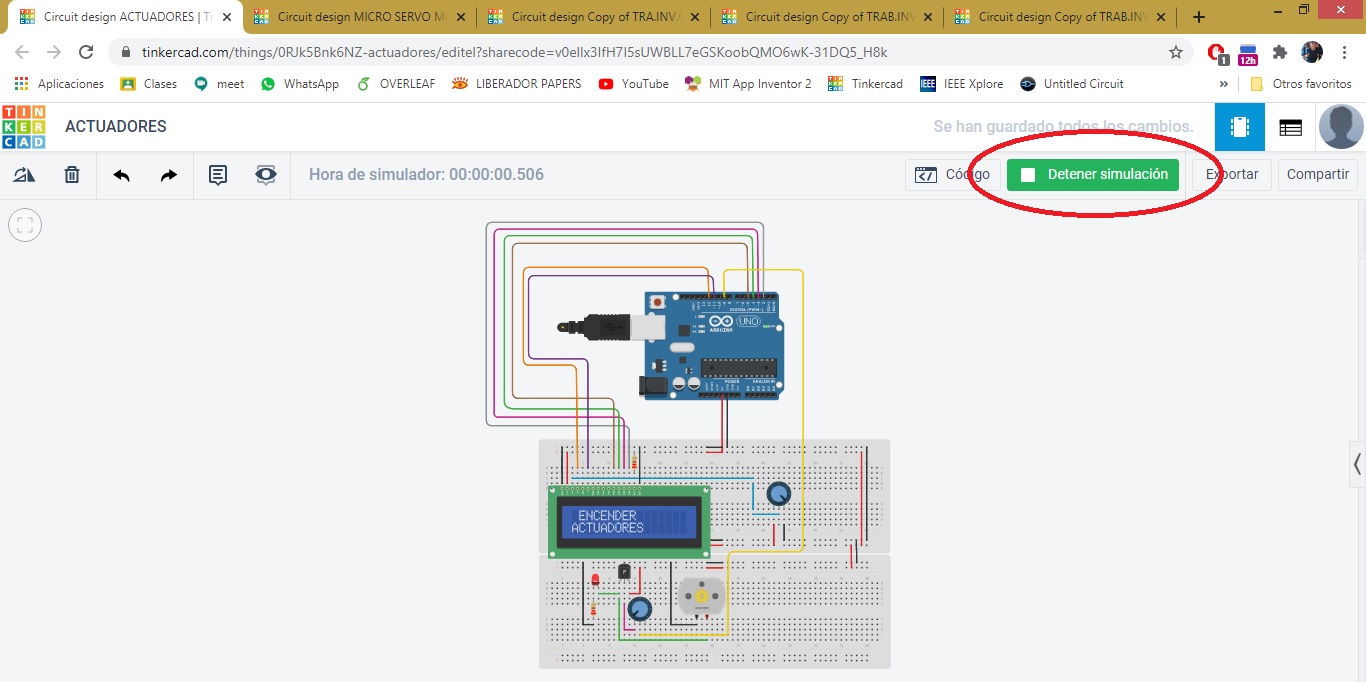 Circuit design ACTUADORES | Ti
Circuit design MICRO SERVO M
Circuit design Copy of TRA.INV.
Circuit design Copy of TRAB.INV
Circuit design Copy of TRAB.INV
tinkercad.com/things/0RJk5Bnk6NZ-actuadores/editel?sharecode=v0eIlx3IfH7I5sUWBLL7eGSKoobQMO6wK-31DQ5_H8k
1
12h
Aplicaciones
Clases
meet
WhatsApp
OVERLEAF
LIBERADOR PAPERS
YouTube
MIT App Inventor 2
Tinkercad
IEEE
IEEE Xplore
Untitled Circuit
»
Otros favoritos
TIN
KER
CAD
ACTUADORES
Se han guardado todos los cambios.
Hora de simulador: 00:00:00.506
Código
Detener simulación
Exportar
Compartir
DIGITAL (PWM~)
UNO
ARDUINO
POWER
ANALOG IN
ENCENDER
ACTUADORES